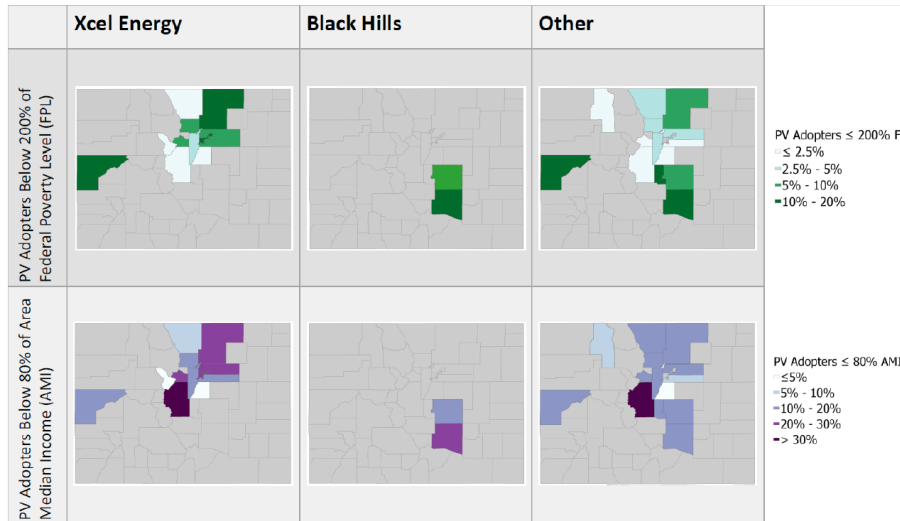 Xcel Energy
Black Hills
Other
PV Adopters Below 200% of
Federal Poverty Level (FPL)
PV Adopters ≤ 200% F
≤ 2.5%
2.5% - 5%
5% - 10%
10% - 20%
PV Adopters Below 80% of Area
Median Income (AMI)
PV Adopters ≤ 80% AMI
≤5%
5% - 10%
10% - 20%
20% - 30%
> 30%